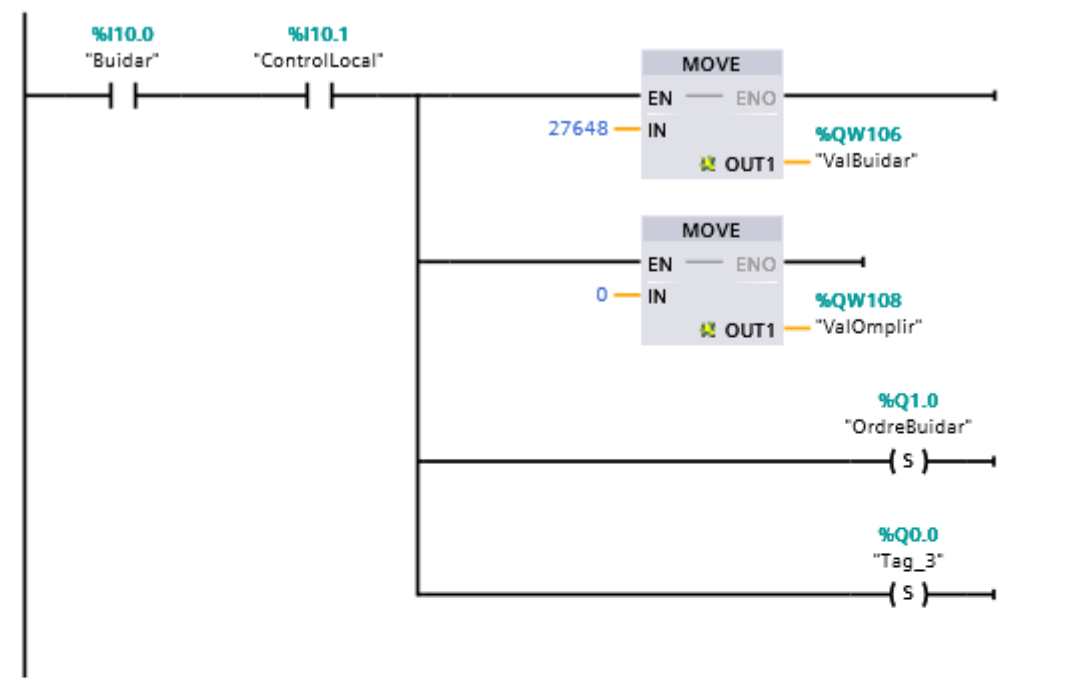 %I10.0
"Buidar"
%I10.1
"ControlLocal"
MOVE
EN
ENO
27648
IN
OUT1
%QW106
"ValBuidar"
MOVE
EN
ENO
0
IN
OUT1
%QW108
"ValOmplir"
%Q1.0
"OrdreBuidar"
S
%Q0.0
"Tag_3"
S